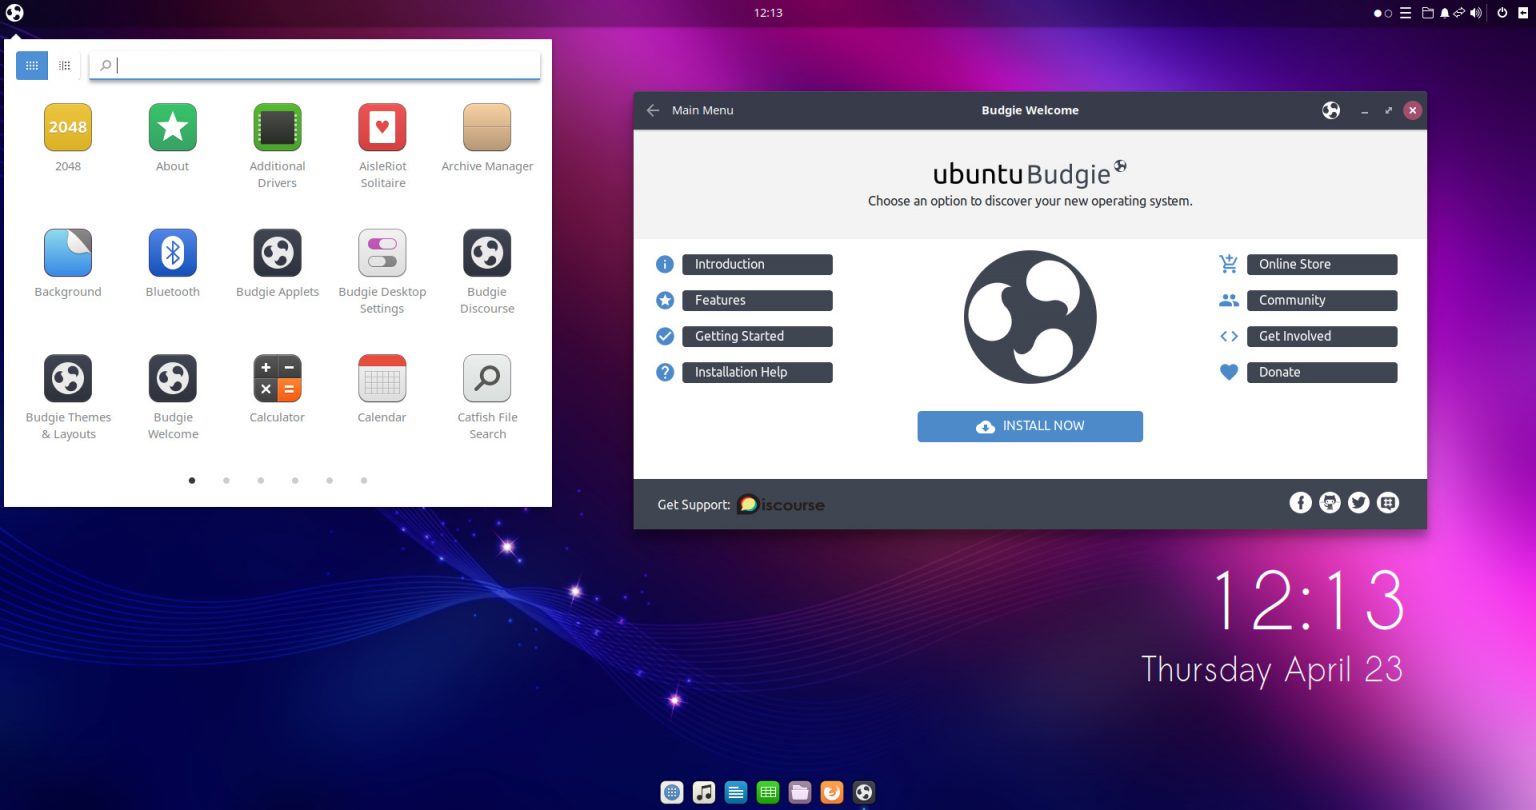 12:13
2048
2048
About
Additional
Drivers
AisleRiot
Solitaire
Archive Manager
Background
Bluetooth
Budgie Applets
Budgie Desktop
Settings
Budgie
Discourse
Budgie Themes
& Layouts
Budgie
Welcome
Calculator
Calendar
Catfish File
Search
Main Menu
Budgie Welcome
ubuntu Budgie
Choose an option to discover your new operating system.
Introduction
Features
Getting Started
Installation Help
Online Store
Community
Get Involved
Donate
INSTALL NOW
Get Support: Discourse
12:13
Thursday April 23